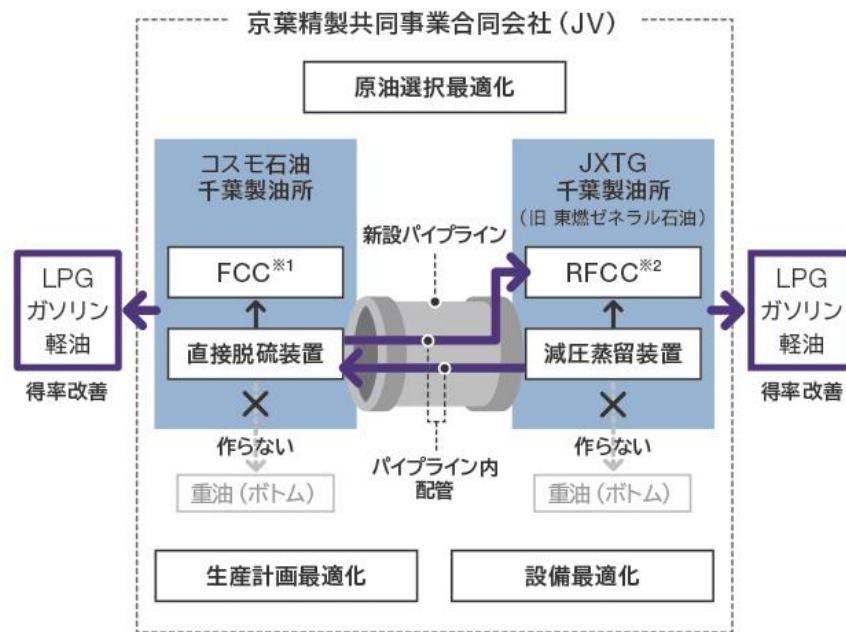 京葉精製共同事業合同会社（JV）
原油選択最適化
コスモ石油
千葉製油所
JXTG
千葉製油所
（旧 東燃ゼネラル石油）
新設パイプライン
FCC※1
RFCC※2
LPG
ガソリン
軽油
得率改善
直接脱硫装置
減圧蒸留装置
LPG
ガソリン
軽油
得率改善
作らない
重油（ボトム）
パイプライン内
配管
作らない
重油（ボトム）
生産計画最適化
設備最適化